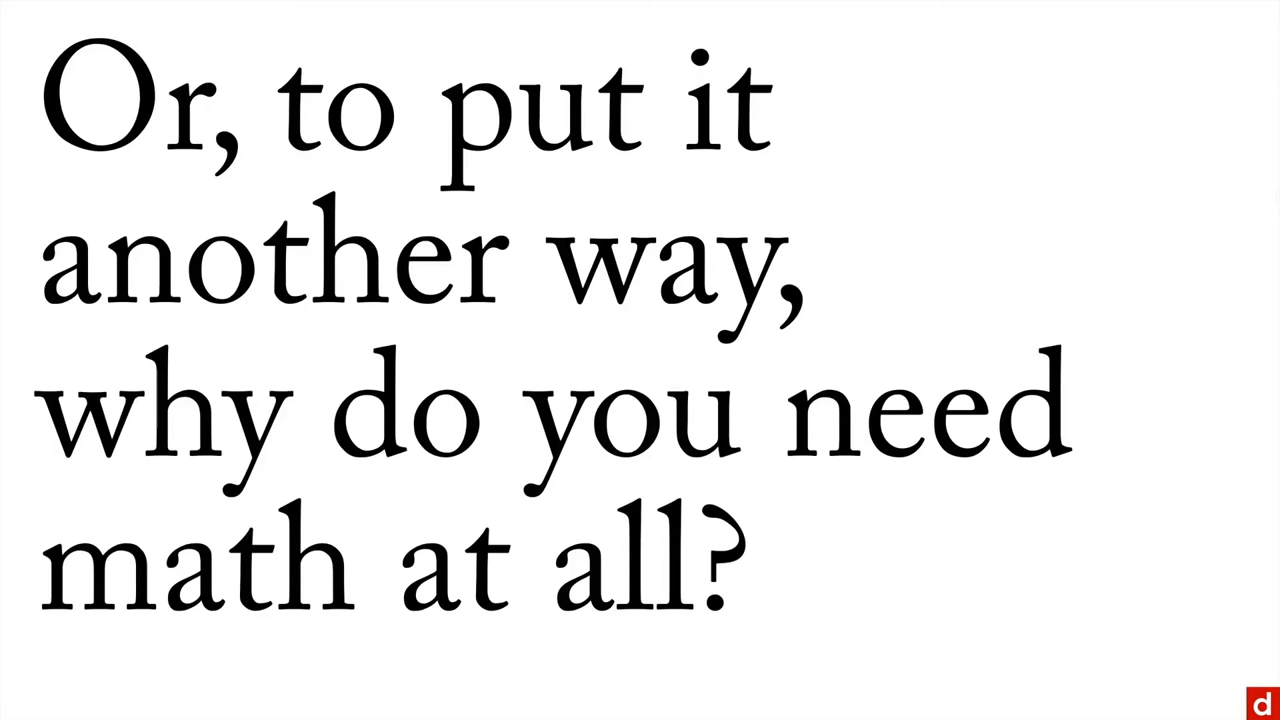 Or, to put it
another way,
why do you need
math at all?
d